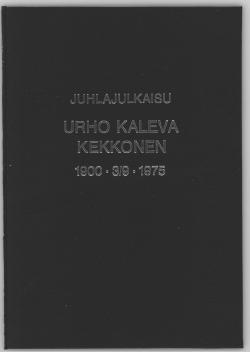 JUHLAJULKAISU
URHO KALEVA
KEKKONEN
1900 • 3/9 • 1975